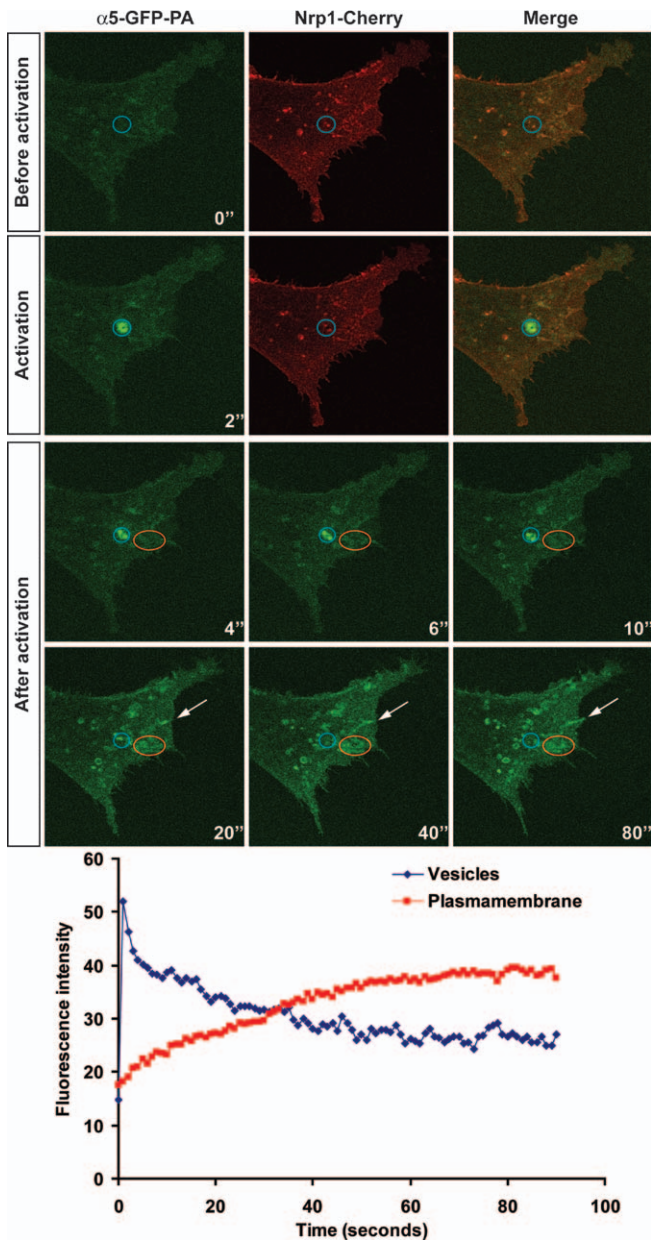 α5-GFP-PA Nrp1-Cherry Merge
Before activation
0”
Activation
2”
After activation
4” 6” 10”
20” 40” 80”
60
50
40
30
20
10
0
Fluorescence intensity
Vesicles
Plasmamembrane
0 20 40 60 80 100
Time (seconds)